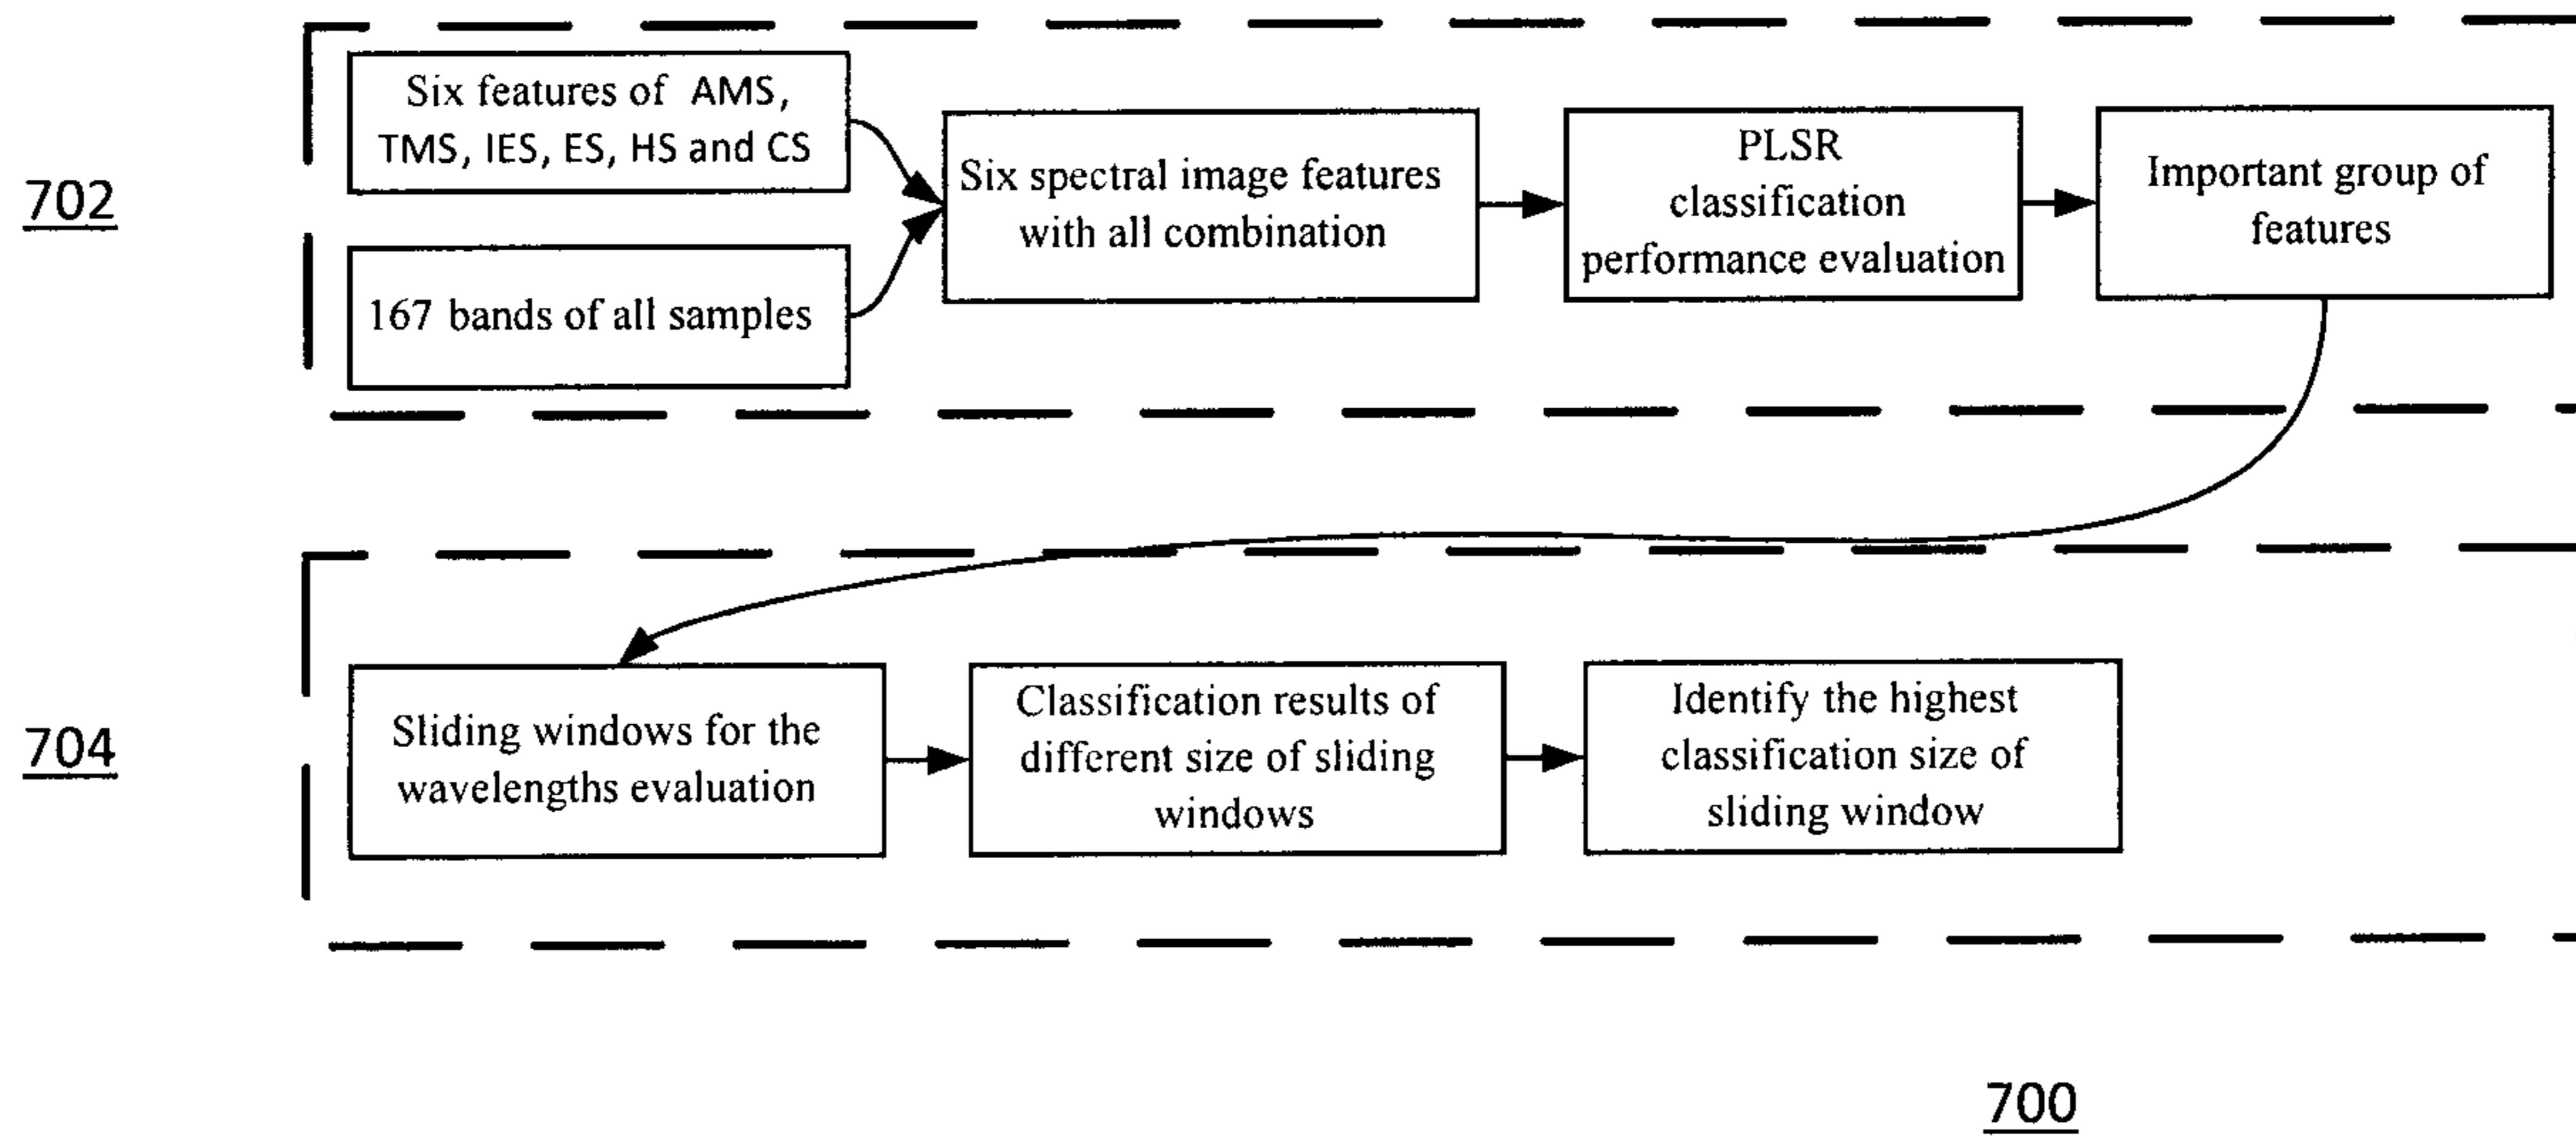 702
Six features of AMS,
TMS, IES, ES, HS and CS
167 bands of all samples
Six spectral image features
with all combination
PLSR
classification
performance evaluation
Important group of
features
704
Sliding windows for the
wavelengths evaluation
Classification results of
different size of sliding
windows
Identify the highest
classification size of
sliding window
700